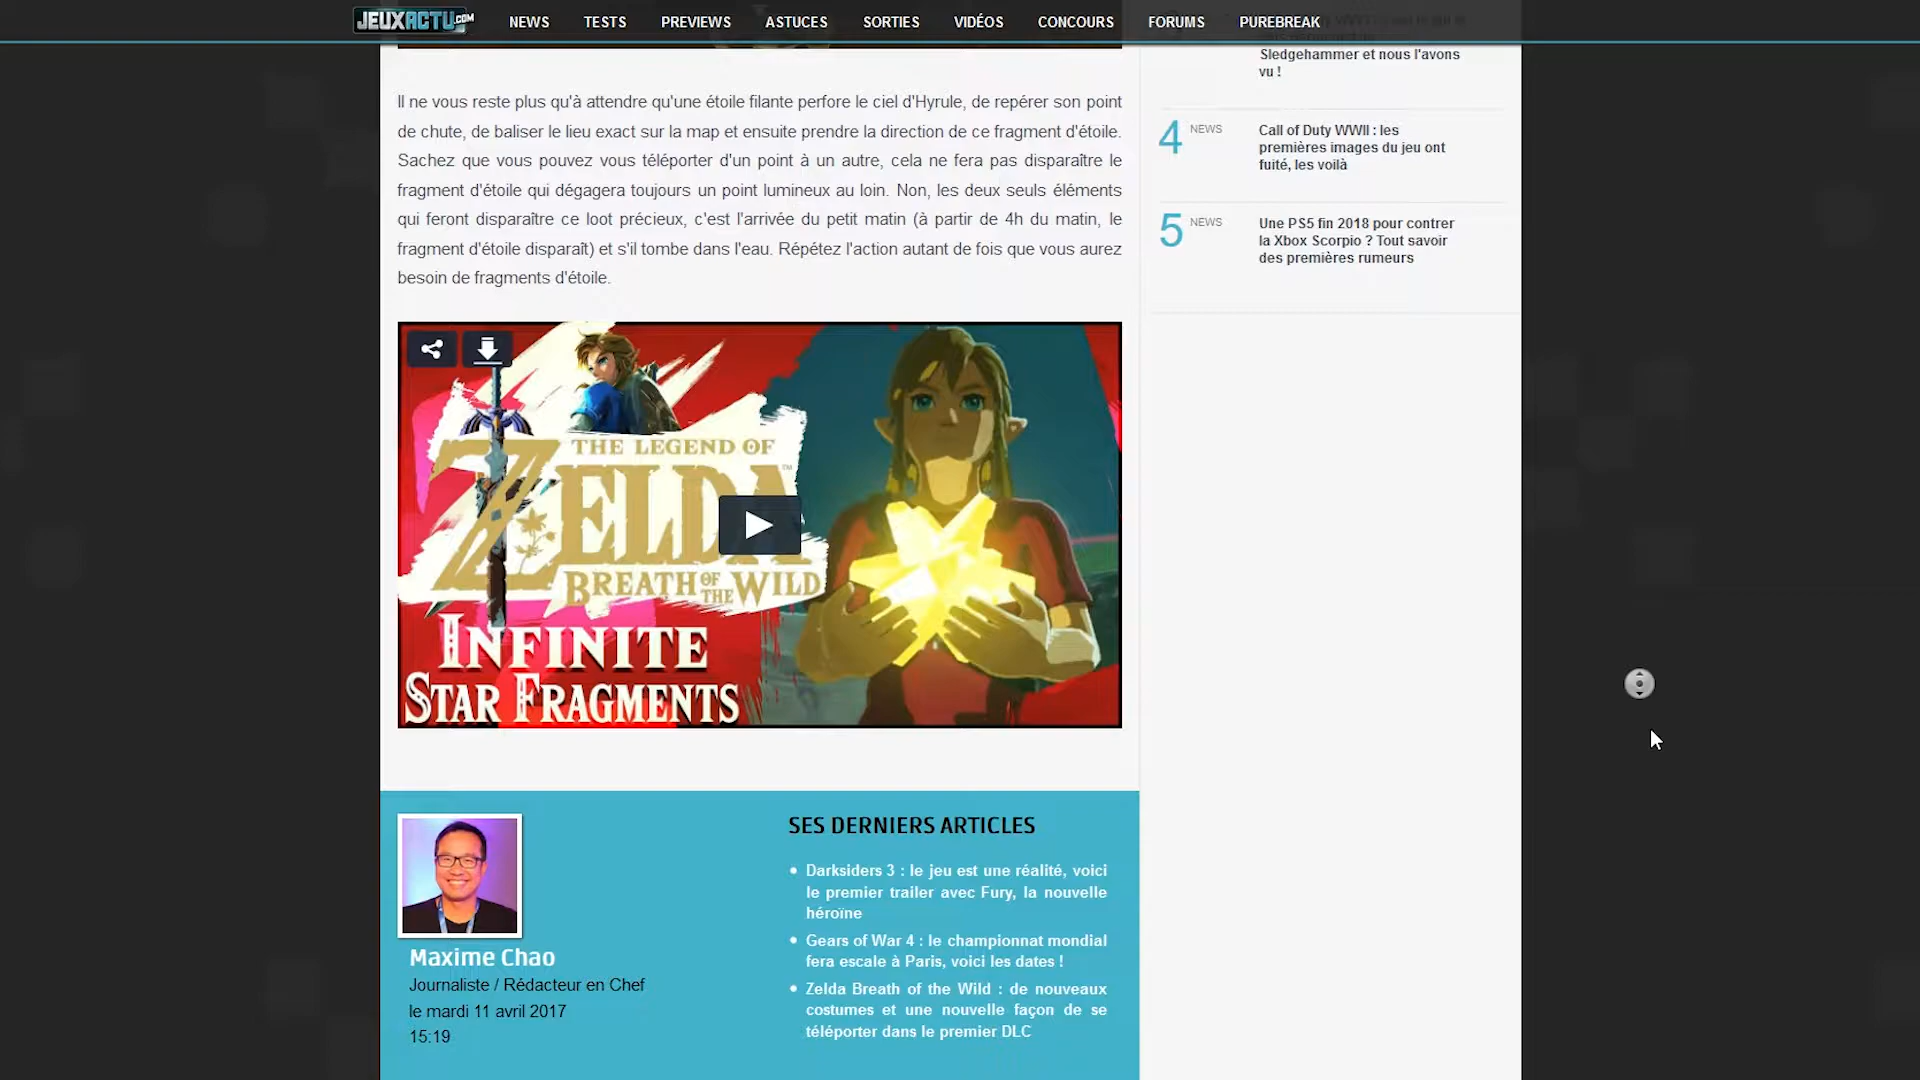 JEUXACTU.COM
NEWS TESTS PREVIEWS ASTUCES SORTIES VIDÉOS CONCOURS FORUMS PUREBREAK
Il ne vous reste plus qu'à attendre qu'une étoile filante perfore le ciel d'Hyrule, de repérer son point
de chute, de baliser le lieu exact sur la map et ensuite prendre la direction de ce fragment d'étoile.
Sachez que vous pouvez vous téléporter d'un point à un autre, cela ne fera pas disparaître le
fragment d'étoile qui dégagera toujours un point lumineux au loin. Non, les deux seuls éléments
qui feront disparaître ce loot précieux, c'est l'arrivée du petit matin (à partir de 4h du matin, le
fragment d'étoile disparaît) et s'il tombe dans l'eau. Répétez l'action autant de fois que vous aurez
besoin de fragments d'étoile.
THE LEGEND OF
ZELDA™
BREATH OF THE WILD
INFINITE
STAR FRAGMENTS
Maxime Chao
Journaliste / Rédacteur en Chef
le mardi 11 avril 2017
15:19
SES DERNIERS ARTICLES
• Darksiders 3 : le jeu est une réalité, voici
le premier trailer avec Fury, la nouvelle
héroïne
• Gears of War 4 : le championnat mondial
fera escale à Paris, voici les dates !
• Zelda Breath of the Wild : de nouveaux
costumes et une nouvelle façon de se
téléporter dans le premier DLC
Sledgehammer et nous l'avons
vu !
4 NEWS Call of Duty WWII : les
premières images du jeu ont
fuité, les voilà
5 NEWS Une PS5 fin 2018 pour contrer
la Xbox Scorpio ? Tout savoir
des premières rumeurs